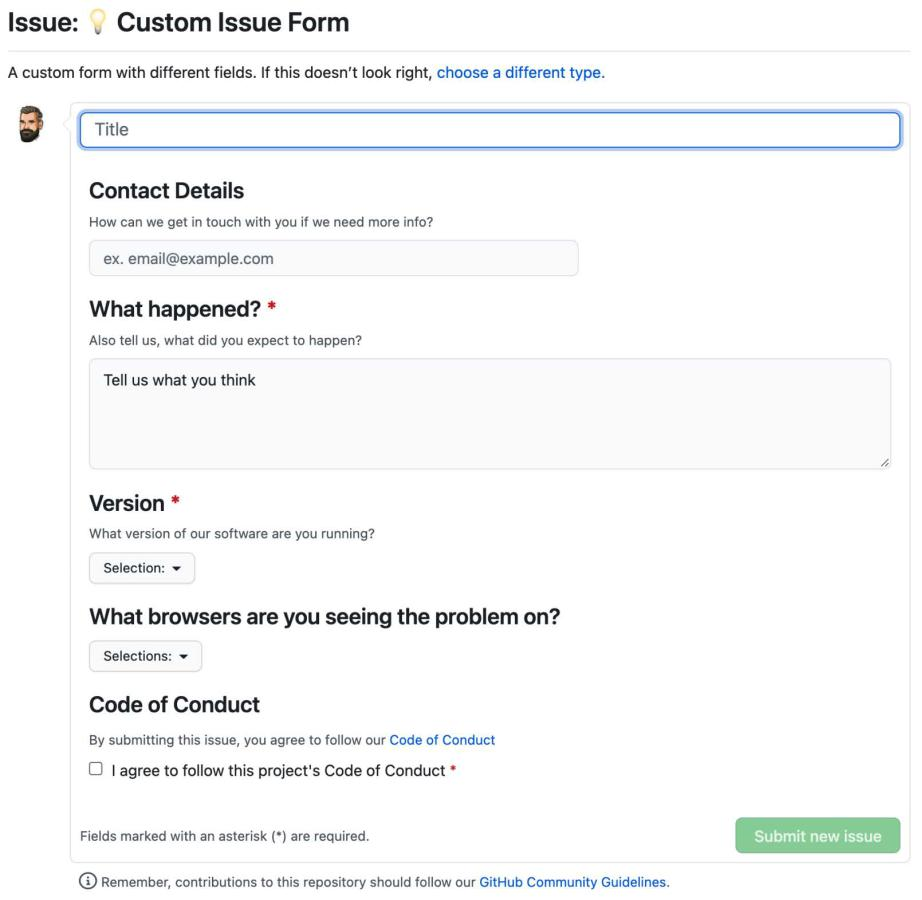 Issue: 💡 Custom Issue Form
A custom form with different fields. If this doesn’t look right, choose a different type.
Title
Contact Details
How can we get in touch with you if we need more info?
ex. email@example.com
What happened? *
Also tell us, what did you expect to happen?
Tell us what you think
Version *
What version of our software are you running?
Selection:
What browsers are you seeing the problem on?
Selections:
Code of Conduct
By submitting this issue, you agree to follow our Code of Conduct
I agree to follow this project's Code of Conduct *
Fields marked with an asterisk (*) are required.
Submit new issue
Remember, contributions to this repository should follow our GitHub Community Guidelines.